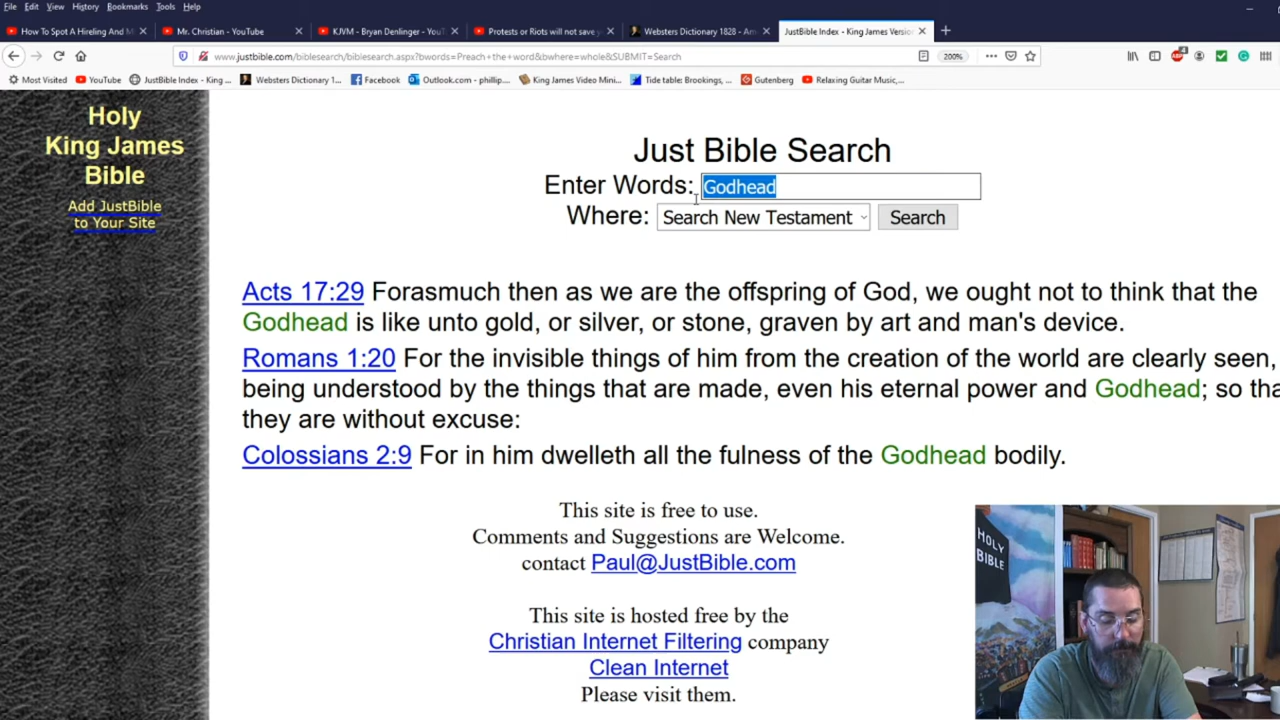 File Edit View History Bookmarks Tools Help
How To Spot A Hireling And M
Mr. Christian - YouTube
KJVM - Bryan Denlinger - You
Protests or Riots will not save y
Websters Dictionary 1828 - Am
JustBible Index - King James Versio
www.justbible.com/biblesearch/biblesearch.aspx?bwords=Preach+the+word&bwhere=whole&SUBMIT=Search
200%
Most Visited YouTube JustBible Index - King ... Websters Dictionary 1... Facebook Outlook.com - phillip... King James Video Mini... Tide table: Brookings, ... Gutenberg Relaxing Guitar Music,...
Holy
King James
Bible
Add JustBible
to Your Site
Just Bible Search
Enter Words: Godhead
Where: Search New Testament Search
Acts 17:29 Forasmuch then as we are the offspring of God, we ought not to think that the
Godhead is like unto gold, or silver, or stone, graven by art and man's device.
Romans 1:20 For the invisible things of him from the creation of the world are clearly seen,
being understood by the things that are made, even his eternal power and Godhead; so tha
they are without excuse:
Colossians 2:9 For in him dwelleth all the fulness of the Godhead bodily.
This site is free to use.
Comments and Suggestions are Welcome.
contact Paul@JustBible.com
This site is hosted free by the
Christian Internet Filtering company
Clean Internet
Please visit them.
HOLY
BIBLE